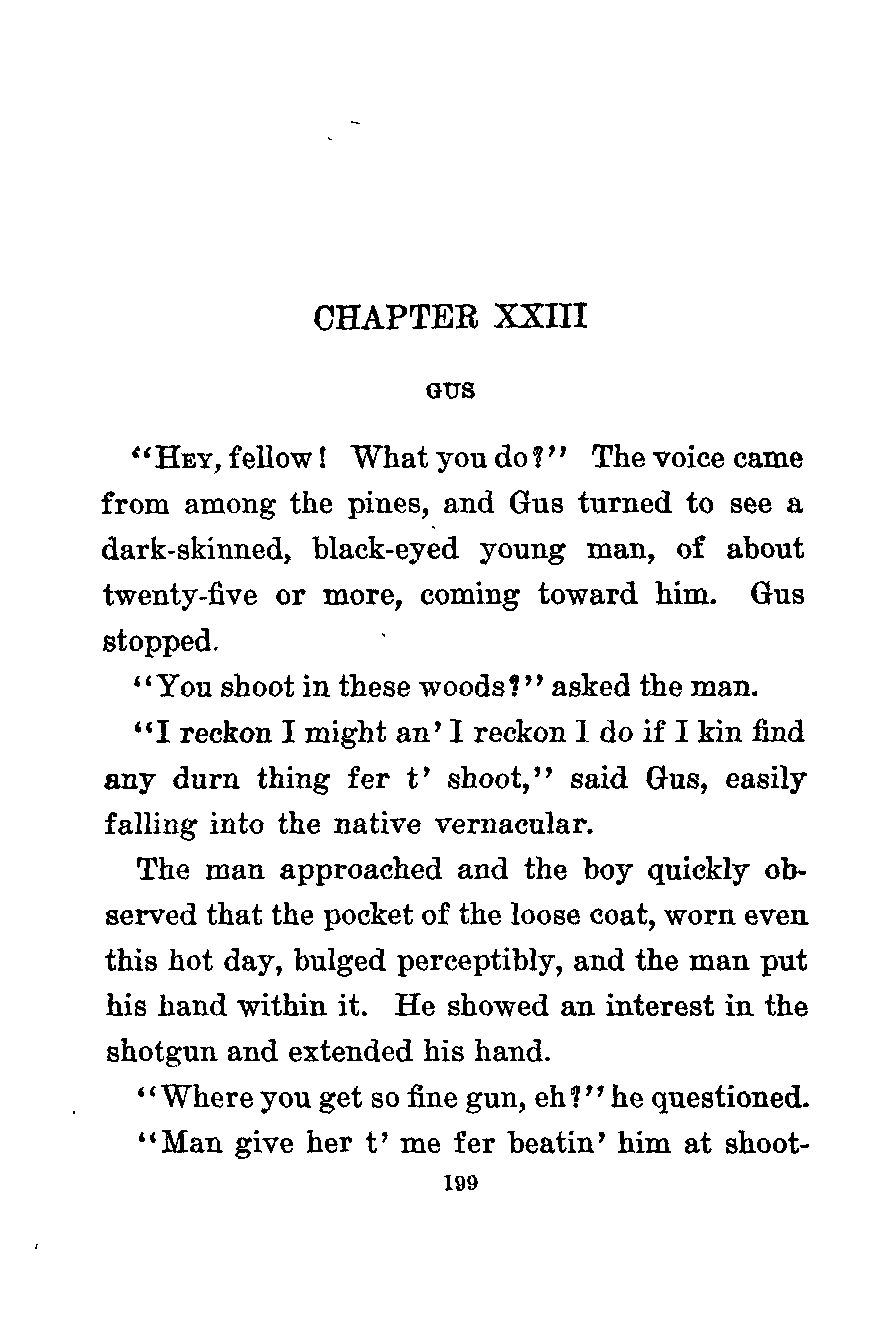 CHAPTER XXIII
GUS
“HEY, fellow! What you do?” The voice came
from among the pines, and Gus turned to see a
dark-skinned, black-eyed young man, of about
twenty-five or more, coming toward him. Gus
stopped.
“You shoot in these woods?” asked the man.
“I reckon I might an’ I reckon I do if I kin find
any durn thing fer t’ shoot,” said Gus, easily
falling into the native vernacular.
The man approached and the boy quickly ob-
served that the pocket of the loose coat, worn even
this hot day, bulged perceptibly, and the man put
his hand within it. He showed an interest in the
shotgun and extended his hand.
“Where you get so fine gun, eh?” he questioned.
“Man give her t’ me fer beatin’ him at shoot-
199